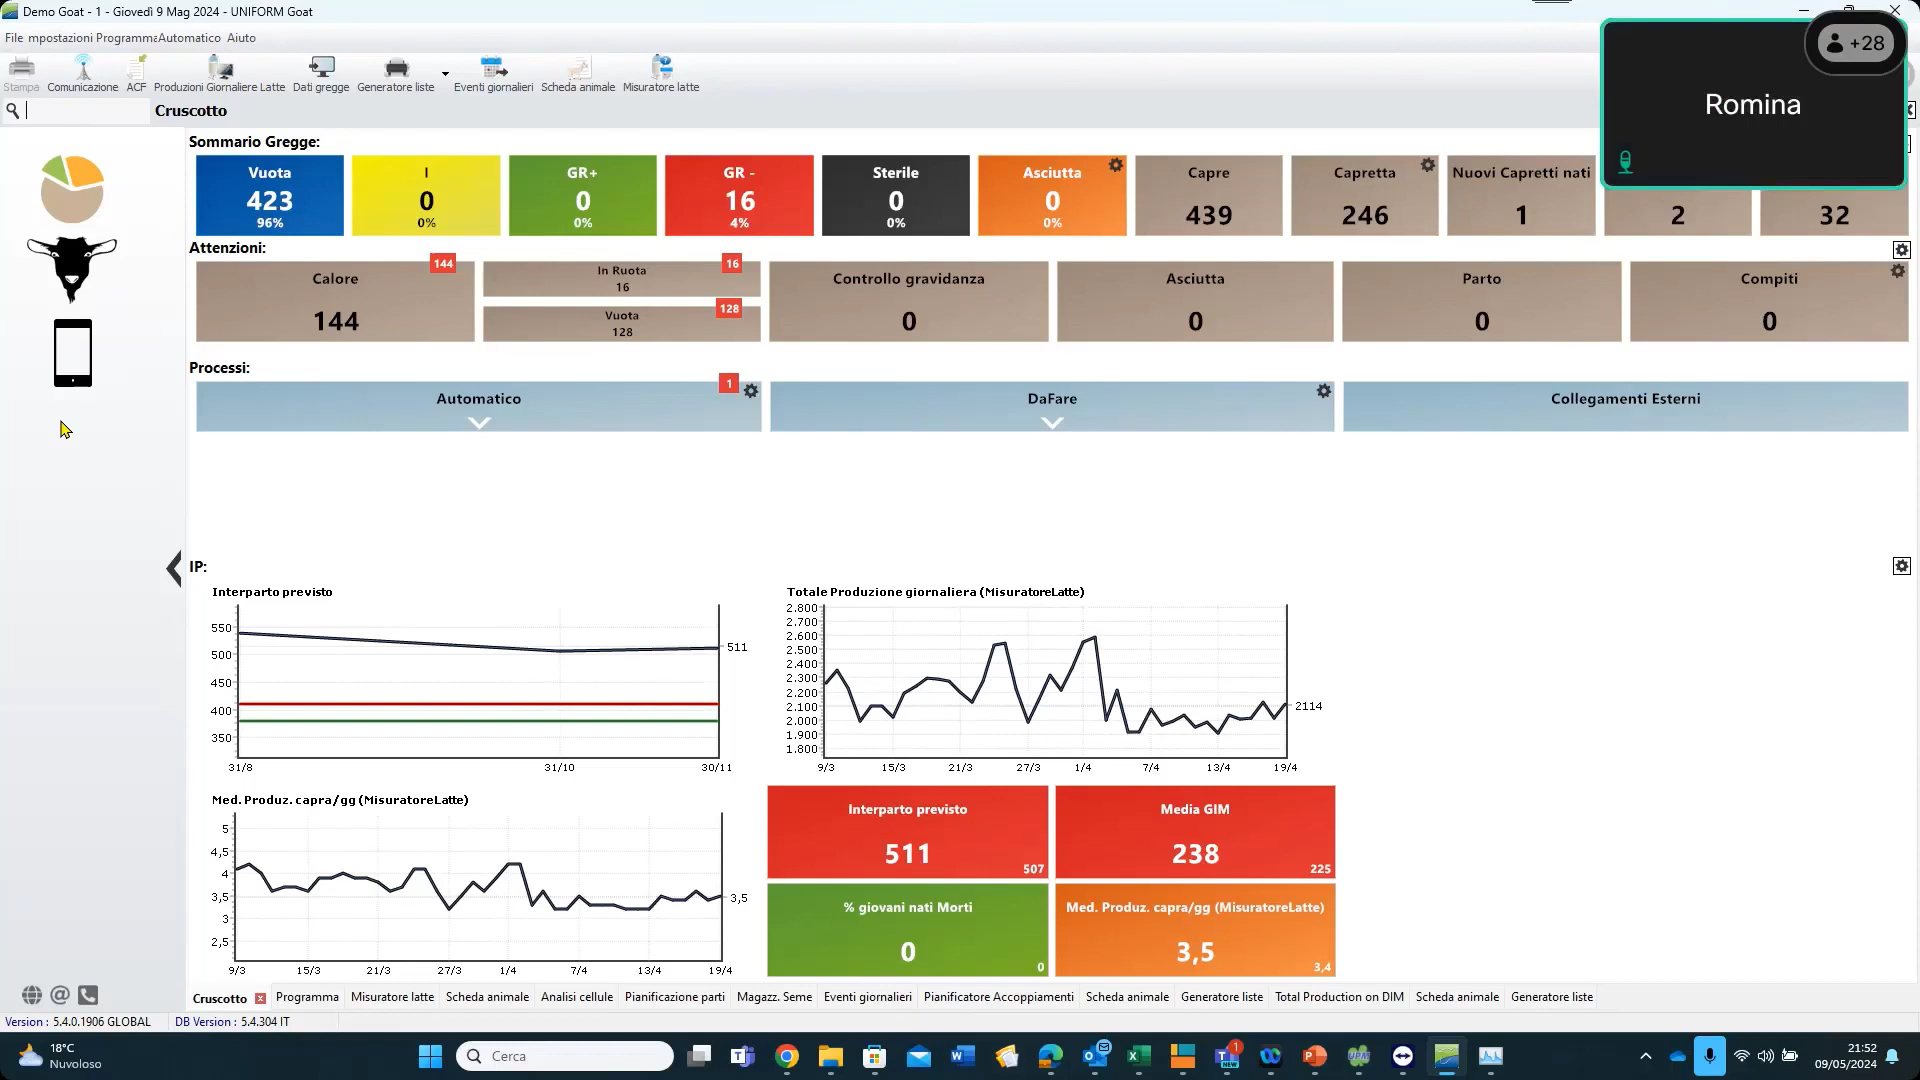 Demo Goat - 1 - Giovedì 9 Mag 2024 - UNIFORM Goat
File mpostazioni Programma Automatico Aiuto
Stampa Comunicazione ACF Produzioni Giornaliere Latte Dati gregge Generatore liste Eventi giornalieri Scheda animale Misuratore latte
Cruscotto
+28
Romina
Sommario Gregge:
Vuota
423
96%
I
0
0%
GR+
0
0%
GR -
16
4%
Sterile
0
0%
Asciutta
0
0%
Capre
439
Capretta
246
Nuovi Capretti nati
1
2
32
Attenzioni:
Calore
144
144
In Ruota
16
16
Vuota
128
128
Controllo gravidanza
0
Asciutta
0
Parto
0
Compiti
0
Processi:
Automatico
1
DaFare
Collegamenti Esterni
IP:
Interparto previsto
550
500
450
400
350
511
31/8 31/10 30/11
Totale Produzione giornaliera (MisuratoreLatte)
2.800
2.700
2.600
2.500
2.400
2.300
2.200
2.100
2.000
1.900
1.800
2114
9/3 15/3 21/3 27/3 1/4 7/4 13/4 19/4
Med. Produz. capra/gg (MisuratoreLatte)
5
4,5
4
3,5
3
2,5
3,5
9/3 15/3 21/3 27/3 1/4 7/4 13/4 19/4
Interparto previsto
511
507
Media GIM
238
225
% giovani nati Morti
0
0
Med. Produz. capra/gg (MisuratoreLatte)
3,5
3,4
Cruscotto Programma Misuratore latte Scheda animale Analisi cellule Pianificazione parti Magazz. Seme Eventi giornalieri Pianificatore Accoppiamenti Scheda animale Generatore liste Total Production on DIM Scheda animale Generatore liste
Version : 5.4.0.1906 GLOBAL DB Version : 5.4.304 IT
18°C
Nuvoloso
Cerca
1
NEW
UPM
21:52
09/05/2024